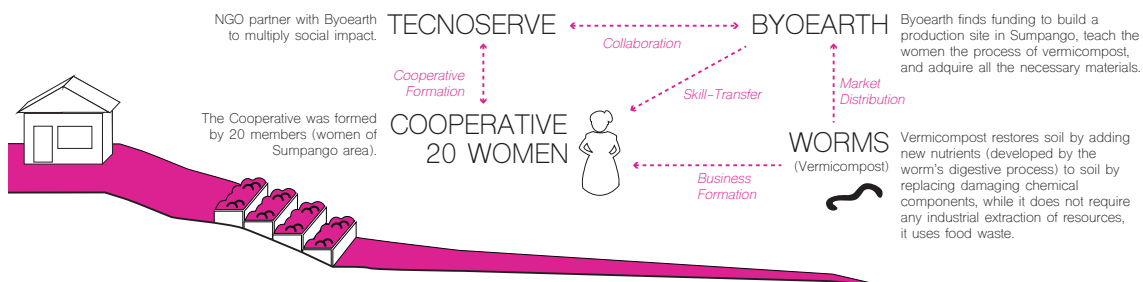 NGO partner with Byoearth
to multiply social impact.
TECNOSERVE
Collaboration
BYOEARTH
Byoearth finds funding to build a
production site in Sumpango, teach the
women the process of vermicompost,
and adquire all the necessary materials.
Cooperative
Formation
Skill-Transfer
Market
Distribution
The Cooperative was formed
by 20 members (women of
Sumpango area).
COOPERATIVE
20 WOMEN
Business
Formation
WORMS
(Vermicompost)
Vermicompost restores soil by adding
new nutrients (developed by the
worm's digestive process) to soil by
replacing damaging chemical
components, while it does not require
any industrial extraction of resources,
it uses food waste.